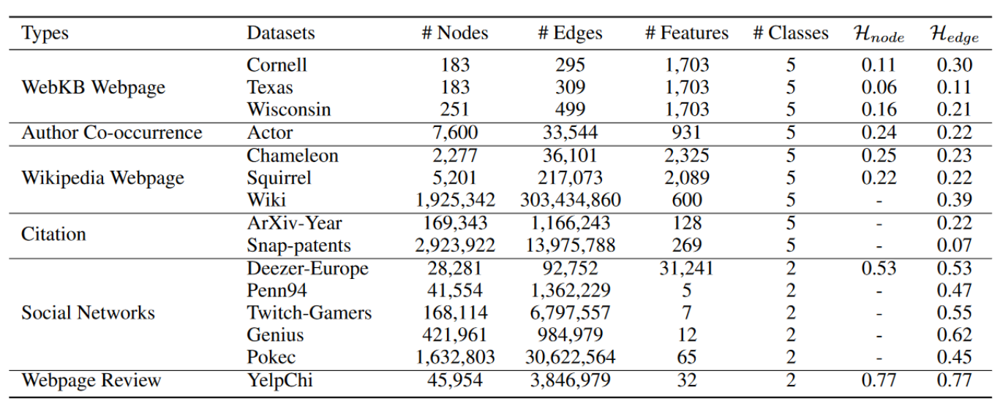 Types Datasets # Nodes # Edges # Features # Classes H_node H_edge
Cornell 183 295 1,703 5 0.11 0.30
WebKB Webpage Texas 183 309 1,703 5 0.06 0.11
Wisconsin 251 499 1,703 5 0.16 0.21
Author Co-occurrence Actor 7,600 33,544 931 5 0.24 0.22
Chameleon 2,277 36,101 2,325 5 0.25 0.23
Wikipedia Webpage Squirrel 5,201 217,073 2,089 5 0.22 0.22
Wiki 1,925,342 303,434,860 600 5 - 0.39
ArXiv-Year 169,343 1,166,243 128 5 - 0.22
Citation
Snap-patents 2,923,922 13,975,788 269 5 - 0.07
Deezer-Europe 28,281 92,752 31,241 2 0.53 0.53
Penn94 41,554 1,362,229 5 2 - 0.47
Social Networks Twitch-Gamers 168,114 6,797,557 7 2 - 0.55
Genius 421,961 984,979 12 2 - 0.62
Pokec 1,632,803 30,622,564 65 2 - 0.45
Webpage Review YelpChi 45,954 3,846,979 32 2 0.77 0.77